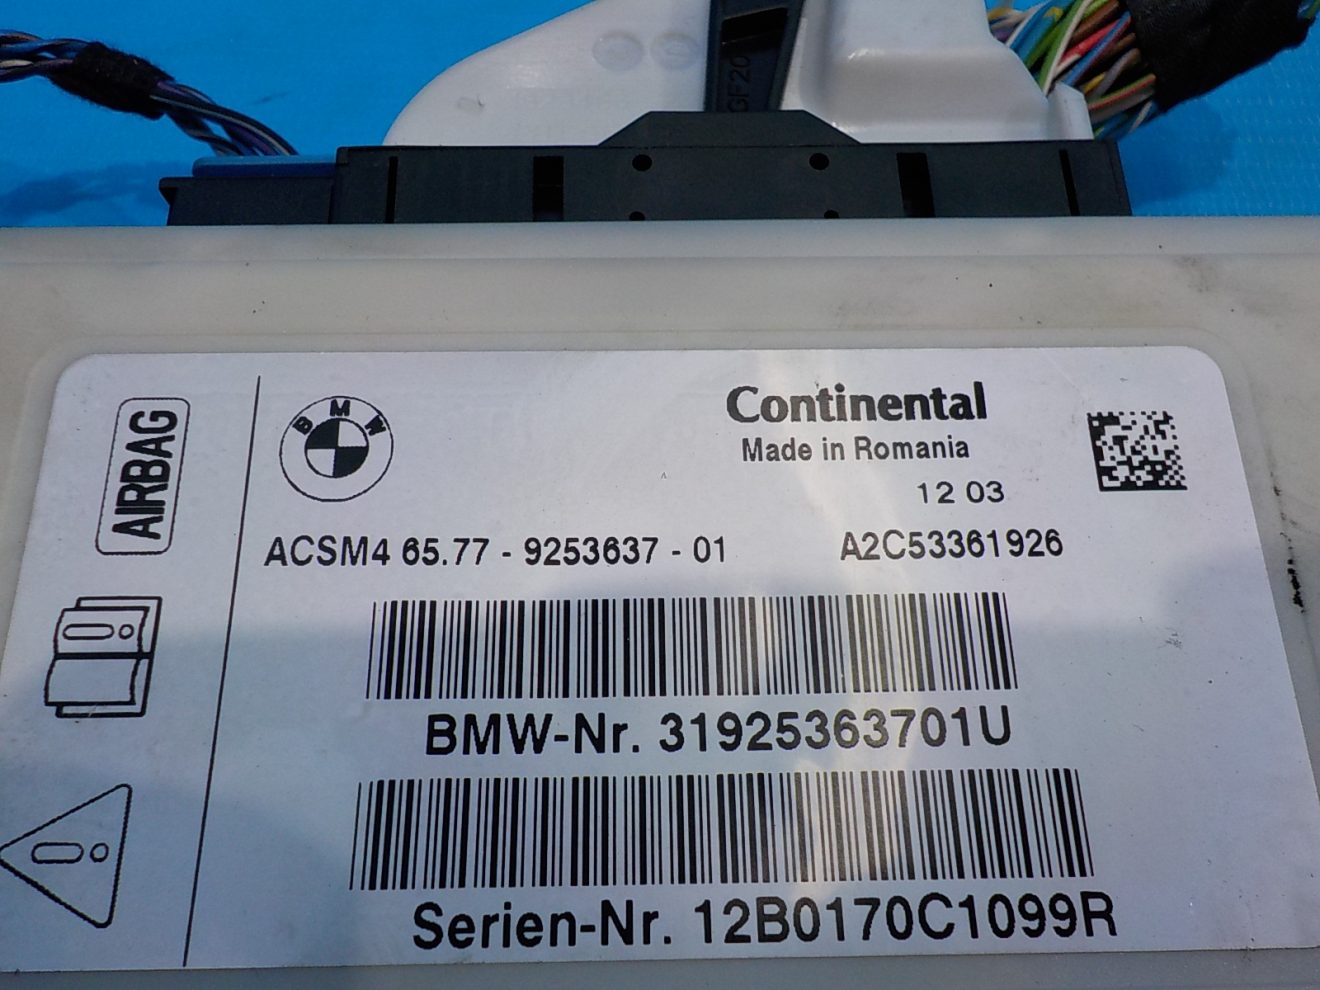 GF20
AIRBAG
BMW
Continental
Made in Romania
12 03
ACSM4 65.77 - 9253637 - 01 A2C53361926
BMW-Nr. 31925363701U
Serien-Nr. 12B0170C1099R